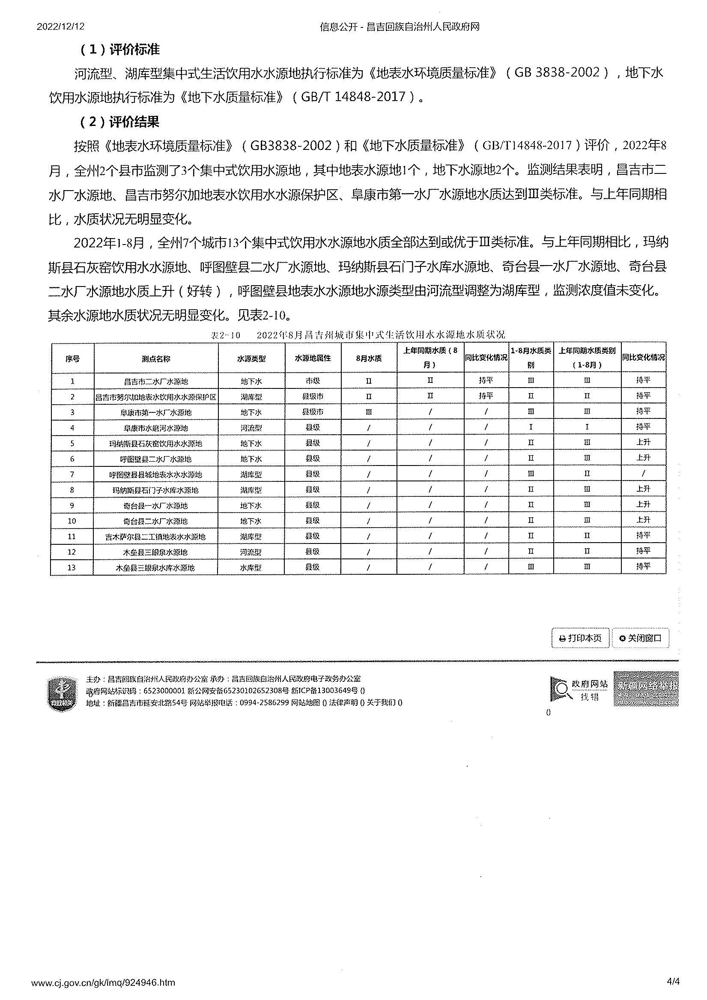 2022/12/12
信息公开 - 昌吉回族自治州人民政府网
（1）评价标准
河流型、湖库型集中式生活饮用水水源地执行标准为《地表水环境质量标准》（GB 3838-2002），地下水
饮用水源地执行标准为《地下水质量标准》（GB/T 14848-2017）。
（2）评价结果
按照《地表水环境质量标准》（GB3838-2002）和《地下水质量标准》（GB/T14848-2017）评价，2022年8
月，全州2个县市监测了3个集中式饮用水源地，其中地表水源地1个，地下水源地2个。监测结果表明，昌吉市二
水厂水源地、昌吉市努尔加地表水饮用水水源保护区、阜康市第一水厂水源地水质达到Ⅲ类标准。与上年同期相
比，水质状况无明显变化。
2022年1-8月，全州7个城市13个集中式饮用水水源地水质全部达到或优于Ⅲ类标准。与上年同期相比，玛纳
斯县石灰窑饮用水水源地、呼图壁县二水厂水源地、玛纳斯县石门子水库水源地、奇台县一水厂水源地、奇台县
二水厂水源地水质上升（好转），呼图壁县地表水水源地水源类型由河流型调整为湖库型，监测浓度值未变化。
其余水源地水质状况无明显变化。见表2-10。
表2-10 2022年8月昌吉州城市集中式生活饮用水水源地水质状况
序号 测点名称 水源类型 水源地属性 8月水质 上年同期水质（8月） 同比变化情况 1-8月水质类别 上年同期水质类别（1-8月） 同比变化情况
1 昌吉市二水厂水源地 地下水 市级 Ⅱ Ⅱ 持平 Ⅲ Ⅲ 持平
2 昌吉市努尔加地表水饮用水水源保护区 湖库型 县级市 Ⅱ Ⅱ 持平 Ⅱ Ⅱ 持平
3 阜康市第一水厂水源地 地下水 县级市 Ⅲ / / Ⅲ Ⅲ 持平
4 阜康市水磨河水源地 河流型 县级 / / / Ⅰ Ⅰ 持平
5 玛纳斯县石灰窑饮用水水源地 地下水 县级 / / / Ⅱ Ⅲ 上升
6 呼图壁县二水厂水源地 地下水 县级 / / / Ⅱ Ⅲ 上升
7 呼图壁县县城地表水水水源地 湖库型 县级 / / / Ⅲ Ⅱ /
8 玛纳斯县石门子水库水源地 湖库型 县级 / / / Ⅱ Ⅲ 上升
9 奇台县一水厂水源地 地下水 县级 / / / Ⅱ Ⅲ 上升
10 奇台县二水厂水源地 地下水 县级 / / / Ⅱ Ⅲ 上升
11 吉木萨尔县二工镇地表水水源地 湖库型 县级 / / / Ⅱ Ⅱ 持平
12 木垒县三眼泉水源地 河流型 县级 / / / Ⅱ Ⅱ 持平
13 木垒县三眼泉水库水源地 水库型 县级 / / / Ⅲ Ⅲ 持平
打印本页 关闭窗口
主办：昌吉回族自治州人民政府办公室 承办：昌吉回族自治州人民政府电子政务办公室
政府网站标识码：6523000001 新公网安备65230102652308号 新ICP备13003649号 ()
()
地址：新疆昌吉市延安北路54号 网站举报电话：0994-2586299 网站地图 () 法律声明 () 关于我们 ()
党政机关
政府网站
找错
新疆网络举报
()
www.cj.gov.cn/gk/lmq/924946.htm
4/4